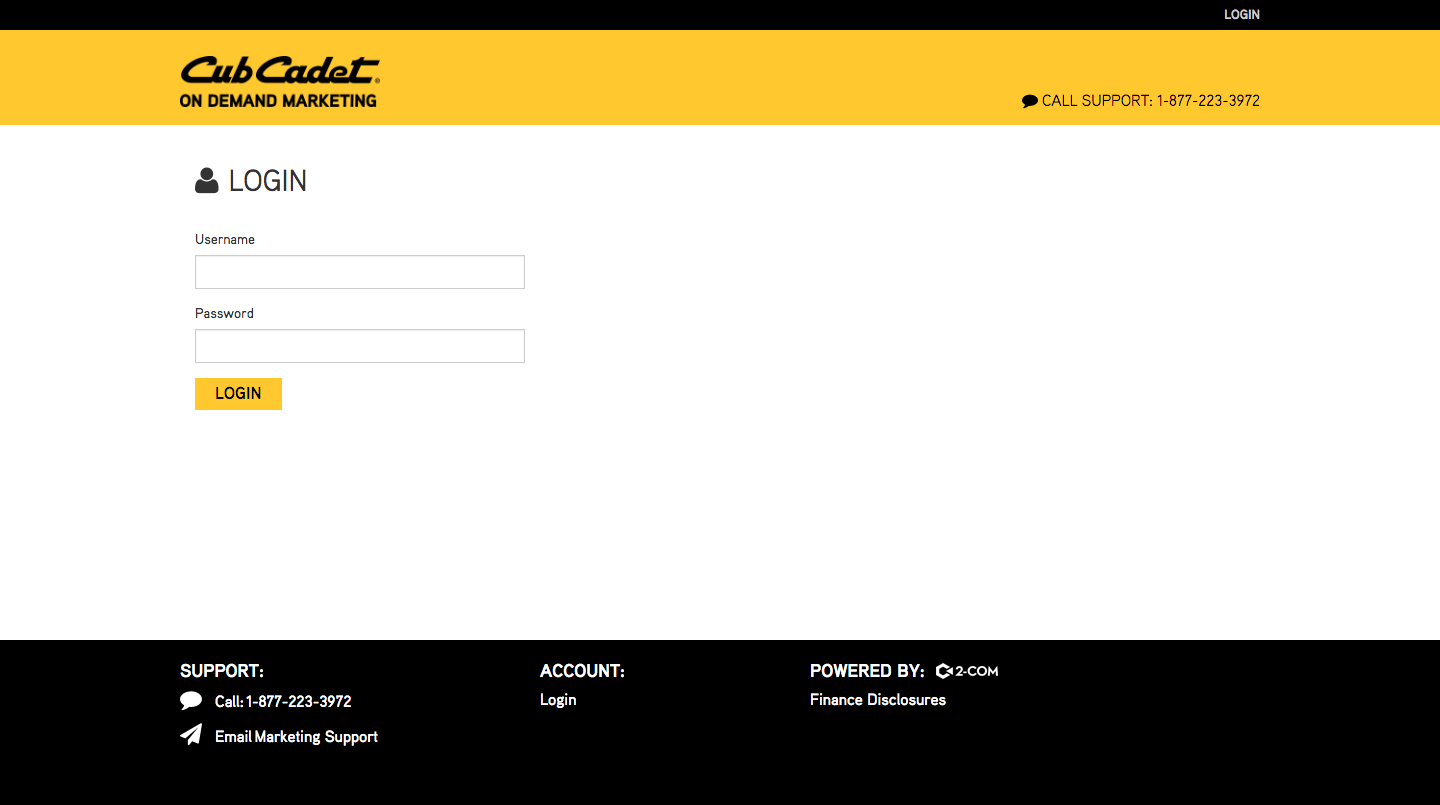 LOGIN
Cub Cadet®
ON DEMAND MARKETING
CALL SUPPORT: 1-877-223-3972
LOGIN
Username
Password
LOGIN
SUPPORT:
Call: 1-877-223-3972
Email Marketing Support
ACCOUNT:
Login
POWERED BY: 2-COM
Finance Disclosures